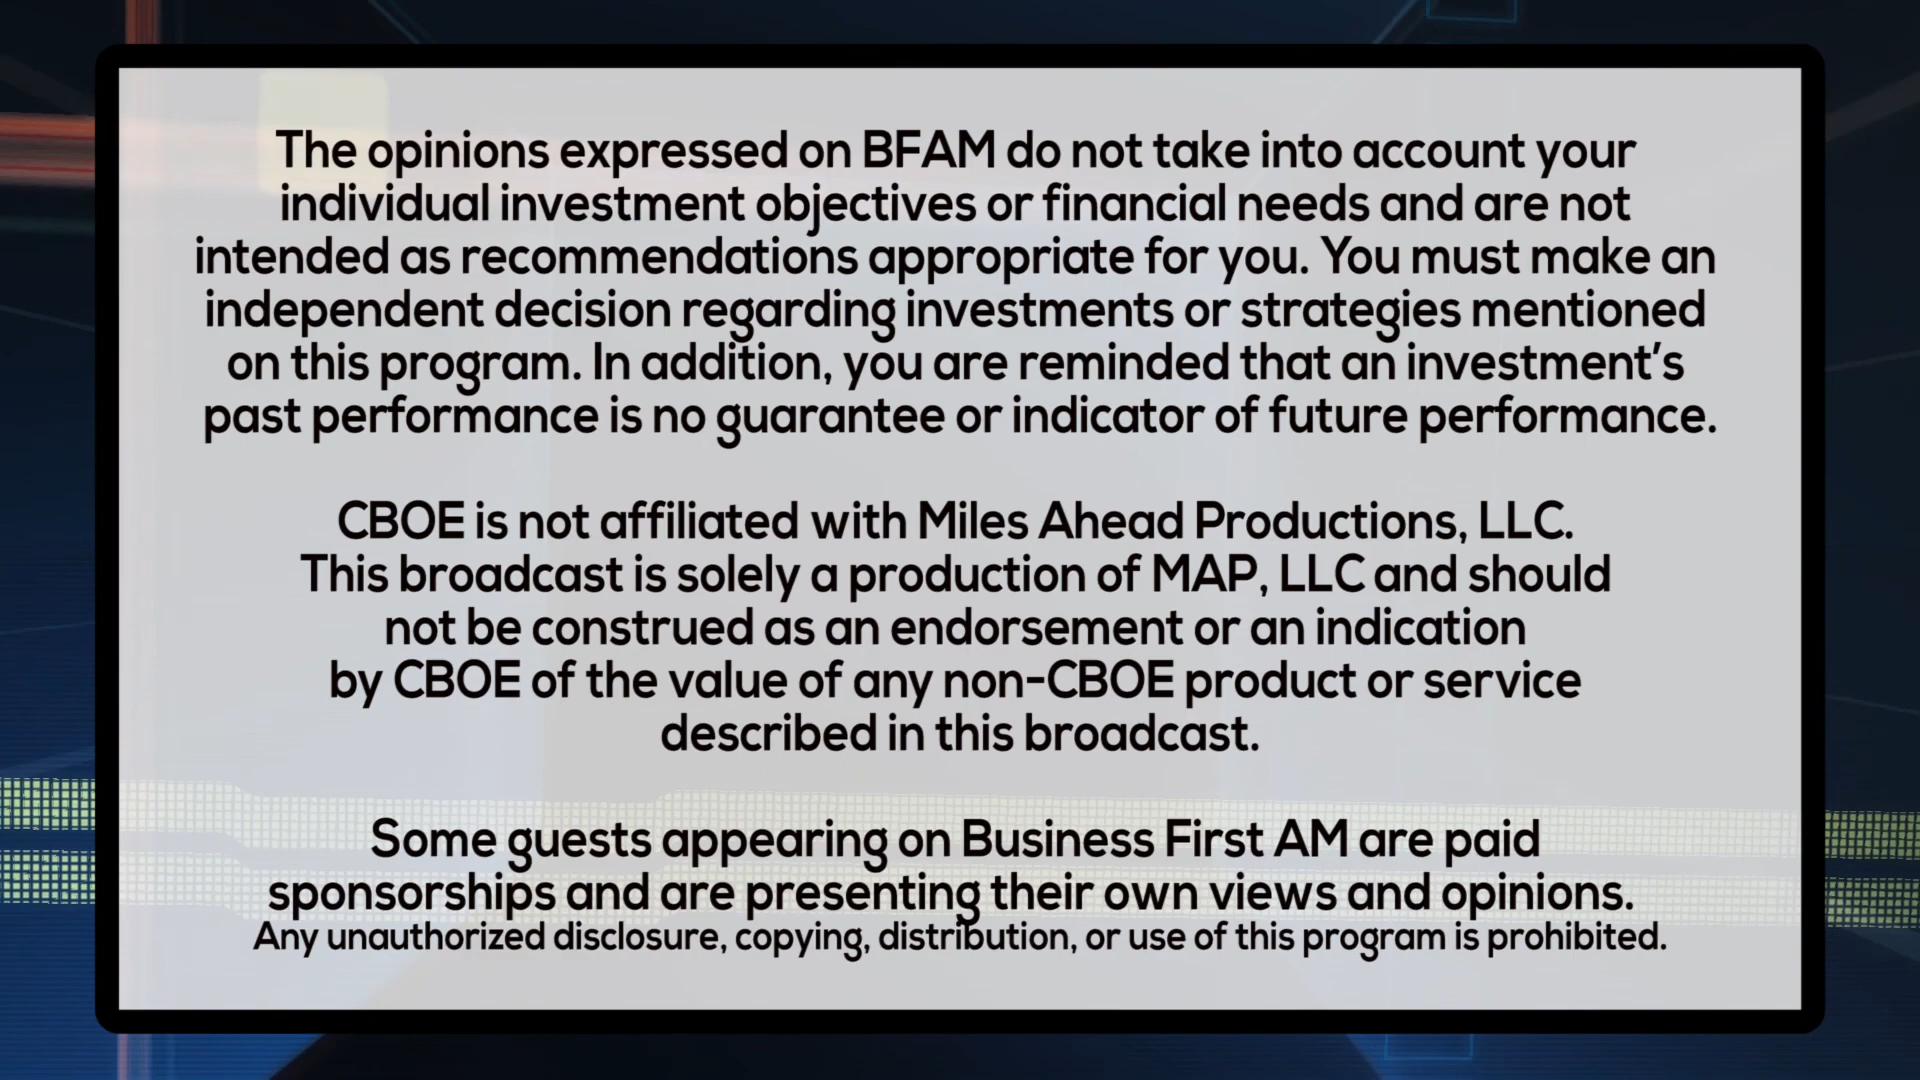 The opinions expressed on BFAM do not take into account your
individual investment objectives or financial needs and are not
intended as recommendations appropriate for you. You must make an
independent decision regarding investments or strategies mentioned
on this program. In addition, you are reminded that an investment’s
past performance is no guarantee or indicator of future performance.
CBOE is not affiliated with Miles Ahead Productions, LLC.
This broadcast is solely a production of MAP, LLC and should
not be construed as an endorsement or an indication
by CBOE of the value of any non-CBOE product or service
described in this broadcast.
Some guests appearing on Business First AM are paid
sponsorships and are presenting their own views and opinions.
Any unauthorized disclosure, copying, distribution, or use of this program is prohibited.